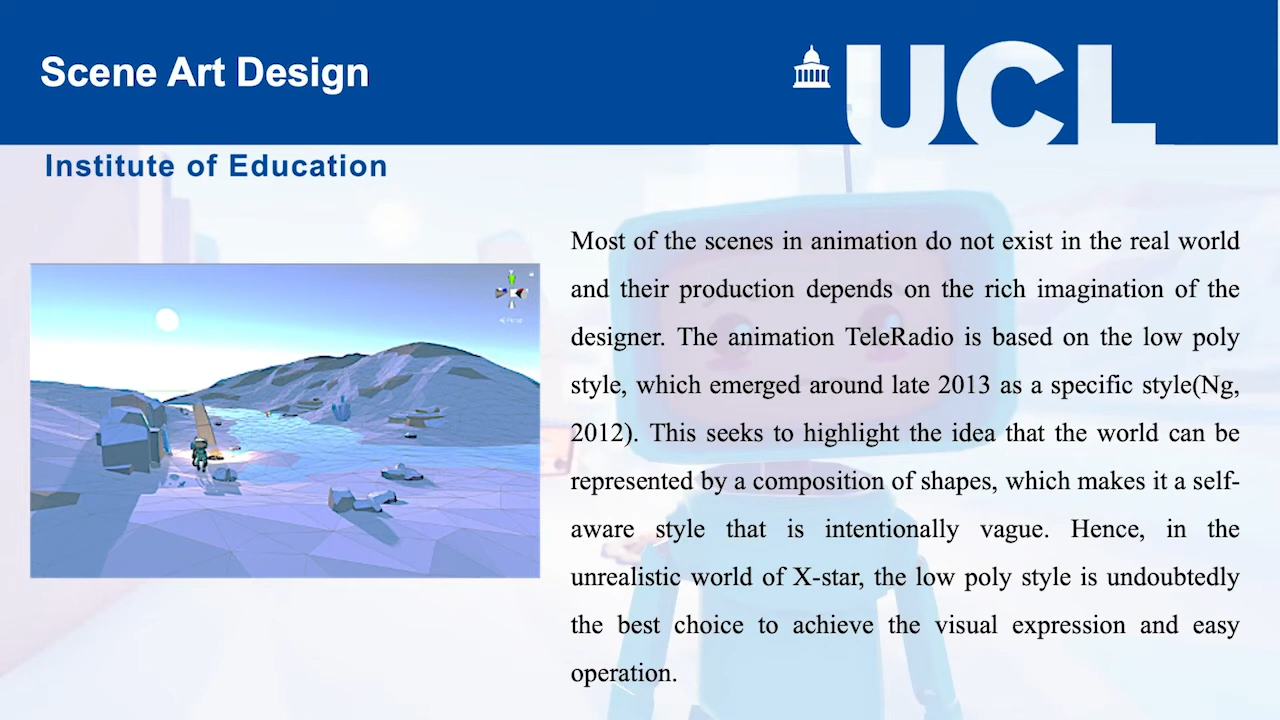 Scene Art Design
UCL
Institute of Education
Most of the scenes in animation do not exist in the real world
and their production depends on the rich imagination of the
designer. The animation TeleRadio is based on the low poly
style, which emerged around late 2013 as a specific style(Ng,
2012). This seeks to highlight the idea that the world can be
represented by a composition of shapes, which makes it a self-
aware style that is intentionally vague. Hence, in the
unrealistic world of X-star, the low poly style is undoubtedly
the best choice to achieve the visual expression and easy
operation.